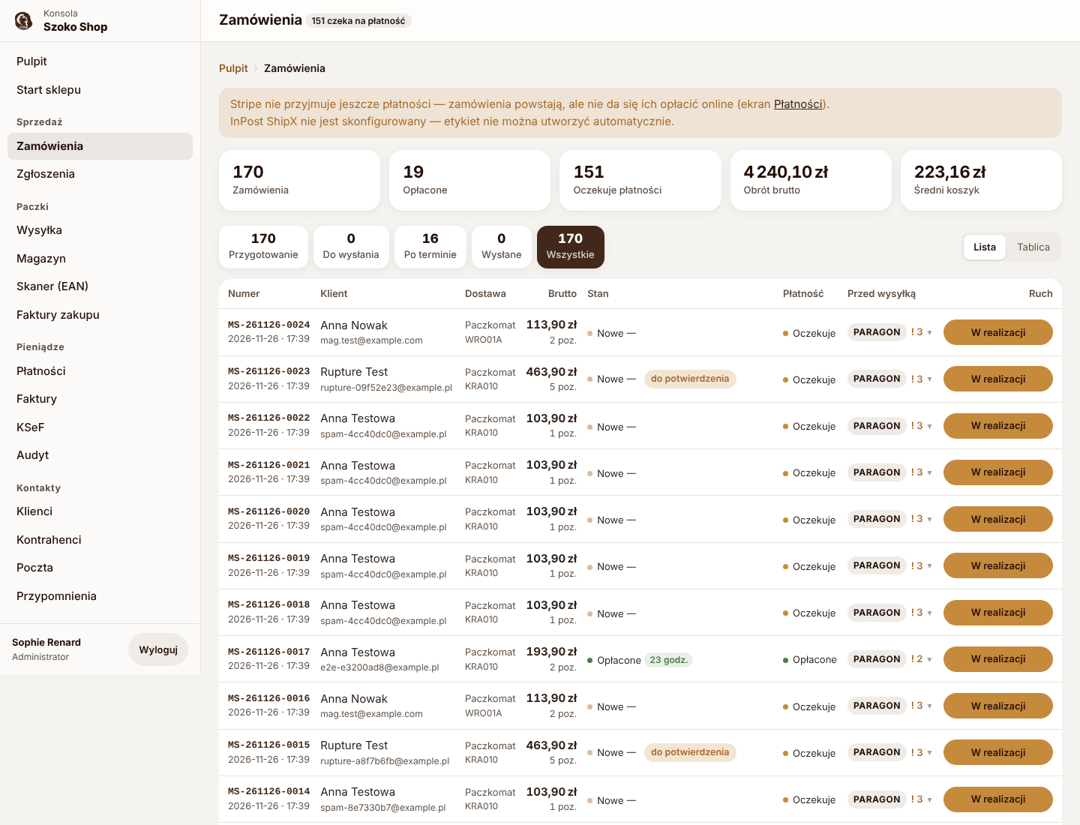 Konsola
Szoko Shop
Zamówienia 151 czeka na płatność
Pulpit
Start sklepu
Sprzedaż
Zamówienia
Zgłoszenia
Paczki
Wysyłka
Magazyn
Skaner (EAN)
Faktury zakupu
Pieniądze
Płatności
Faktury
KSeF
Audyt
Kontakty
Klienci
Kontrahenci
Poczta
Przypomnienia
Sophie Renard
Administrator
Wyloguj
Pulpit › Zamówienia
Stripe nie przyjmuje jeszcze płatności — zamówienia powstają, ale nie da się ich opłacić online (ekran Płatności).
InPost ShipX nie jest skonfigurowany — etykiet nie można utworzyć automatycznie.
170 19 151 4 240,10 zł 223,16 zł
Zamówienia Opłacone Oczekuje płatności Obrót brutto Średni koszyk
170 0 16 0 170
Przygotowanie Do wysłania Po terminie Wysłane Wszystkie
Lista Tablica
Numer Klient Dostawa Brutto Stan Płatność Przed wysyłką Ruch
MS-261126-0024 Anna Nowak Paczkomat 113,90 zł Nowe — Oczekuje PARAGON ! 3 ▾ W realizacji
2026-11-26 · 17:39 mag.test@example.com WRO01A 2 poz.
MS-261126-0023 Rupture Test Paczkomat 463,90 zł Nowe — do potwierdzenia Oczekuje PARAGON ! 3 ▾ W realizacji
2026-11-26 · 17:39 rupture-09f52e23@example.pl KRA010 5 poz.
MS-261126-0022 Anna Testowa Paczkomat 103,90 zł Nowe — Oczekuje PARAGON ! 3 ▾ W realizacji
2026-11-26 · 17:39 spam-4cc40dc0@example.pl KRA010 1 poz.
MS-261126-0021 Anna Testowa Paczkomat 103,90 zł Nowe — Oczekuje PARAGON ! 3 ▾ W realizacji
2026-11-26 · 17:39 spam-4cc40dc0@example.pl KRA010 1 poz.
MS-261126-0020 Anna Testowa Paczkomat 103,90 zł Nowe — Oczekuje PARAGON ! 3 ▾ W realizacji
2026-11-26 · 17:39 spam-4cc40dc0@example.pl KRA010 1 poz.
MS-261126-0019 Anna Testowa Paczkomat 103,90 zł Nowe — Oczekuje PARAGON ! 3 ▾ W realizacji
2026-11-26 · 17:39 spam-4cc40dc0@example.pl KRA010 1 poz.
MS-261126-0018 Anna Testowa Paczkomat 103,90 zł Nowe — Oczekuje PARAGON ! 3 ▾ W realizacji
2026-11-26 · 17:39 spam-4cc40dc0@example.pl KRA010 1 poz.
MS-261126-0017 Anna Testowa Paczkomat 193,90 zł Opłacone 23 godz. Opłacone PARAGON ! 2 ▾ W realizacji
2026-11-26 · 17:39 e2e-e3200ad8@example.pl KRA010 2 poz.
MS-261126-0016 Anna Nowak Paczkomat 113,90 zł Nowe — Oczekuje PARAGON ! 3 ▾ W realizacji
2026-11-26 · 17:39 mag.test@example.com WRO01A 2 poz.
MS-261126-0015 Rupture Test Paczkomat 463,90 zł Nowe — do potwierdzenia Oczekuje PARAGON ! 3 ▾ W realizacji
2026-11-26 · 17:39 rupture-a8f7b6fb@example.pl KRA010 5 poz.
MS-261126-0014 Anna Testowa Paczkomat 103,90 zł Nowe — Oczekuje PARAGON ! 3 ▾ W realizacji
2026-11-26 · 17:39 spam-8e7330b7@example.pl KRA010 1 poz.